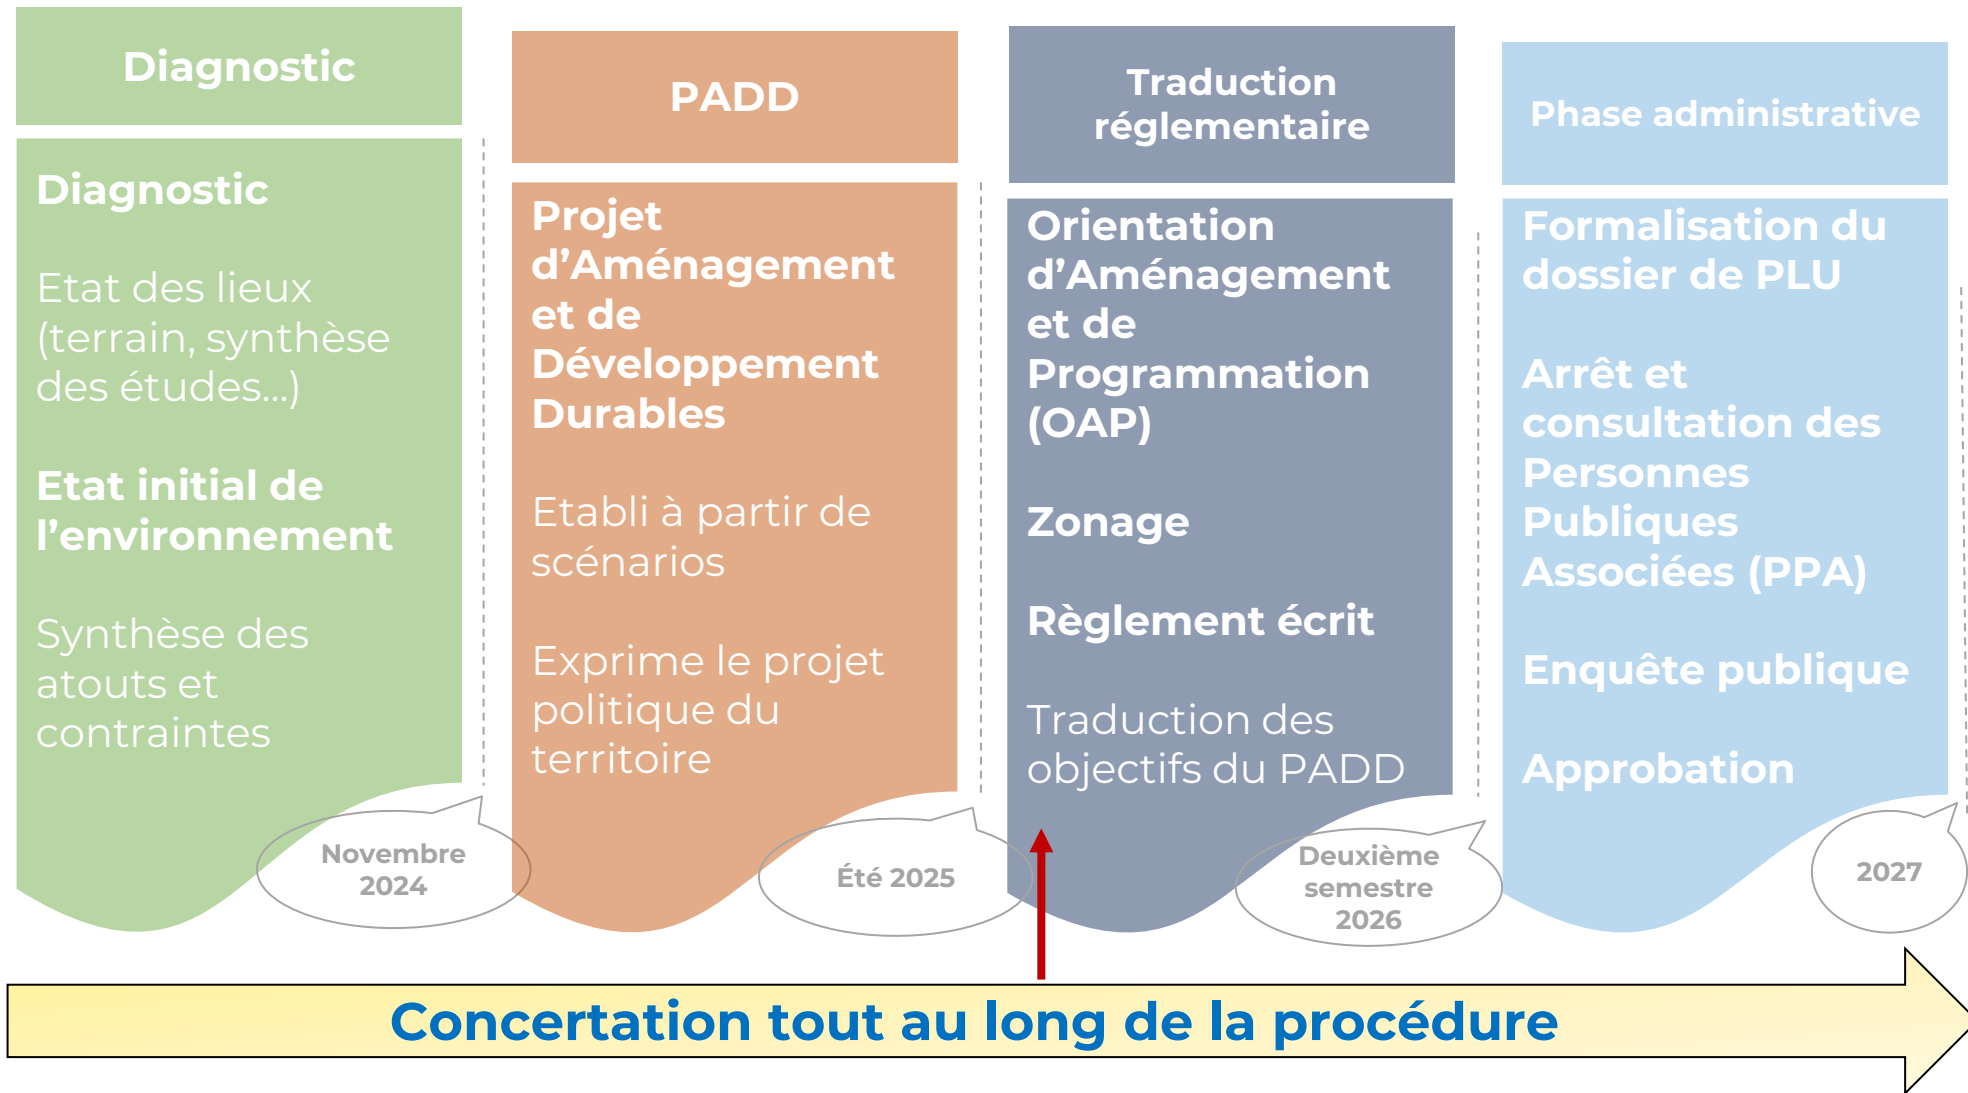 Diagnostic
Diagnostic
Etat des lieux
(terrain, synthèse
des études...)
Etat initial de
l’environnement
Synthèse des
atouts et
contraintes
Novembre
2024
PADD
Projet
d’Aménagement
et de
Développement
Durables
Etabli à partir de
scénarios
Exprime le projet
politique du
territoire
Été 2025
Traduction
réglementaire
Orientation
d’Aménagement
et de
Programmation
(OAP)
Zonage
Règlement écrit
Traduction des
objectifs du PADD
Deuxième
semestre
2026
Phase administrative
Formalisation du
dossier de PLU
Arrêt et
consultation des
Personnes
Publiques
Associées (PPA)
Enquête publique
Approbation
2027
Concertation tout au long de la procédure